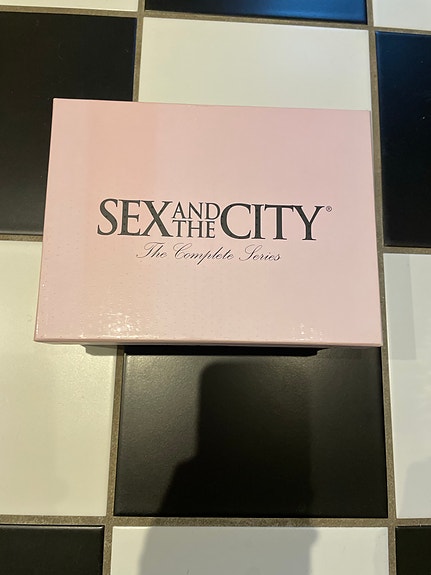 SEX AND THE CITY®
The Complete Series